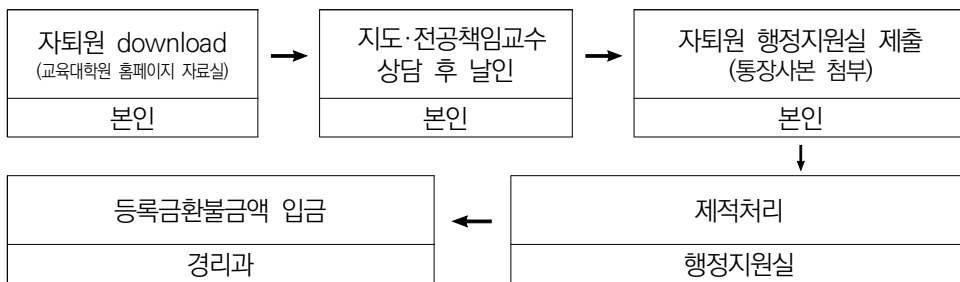 자퇴원 download
(교육대학원 홈페이지 자료실)
본인
지도·전공책임교수
상담 후 날인
본인
자퇴원 행정지원실 제출
(통장사본 첨부)
본인
제적처리
행정지원실
등록금환불금액 입금
경리과